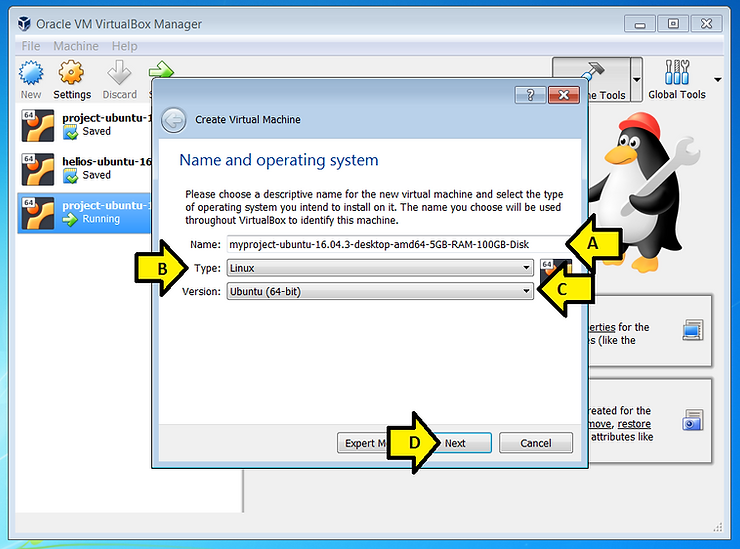 Oracle VM VirtualBox Manager
File Machine Help
New Settings Discard
Tools Global Tools
64 project-ubuntu-1
Saved
64 helios-ubuntu-16
Saved
64 project-ubuntu-1
Running
?
Create Virtual Machine
Name and operating system
Please choose a descriptive name for the new virtual machine and select the type
of operating system you intend to install on it. The name you choose will be used
throughout VirtualBox to identify this machine.
Name: myproject-ubuntu-16.04.3-desktop-amd64-5GB-RAM-100GB-Disk A
B Type: Linux 64
Version: Ubuntu (64-bit) C
for the
(like the
Expert D Next Cancel
created for the
restore
attributes like